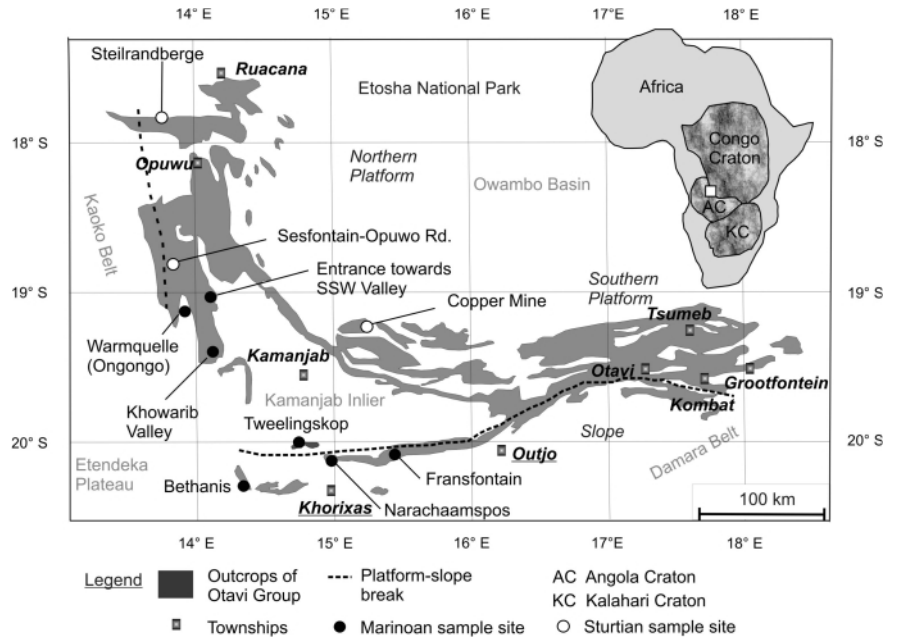 14° E
15° E
16° E
17° E
18° E
Steilrandberge
Ruacana
Etosha National Park
Africa
18° S
18° S
Congo
Craton
Opuwu
Northern
Platform
Owambo Basin
AC
KC
Kaoko Belt
Sesfontain-Opuwo Rd.
Entrance towards
SSW Valley
Southern
Platform
19° S
19° S
Copper Mine
Tsumeb
Warmquelle
(Ongongo)
Kamanjab
Otavi
Grootfontein
Kamanjab Inlier
Kombat
Khowarib
Valley
Tweelingskop
Slope
20° S
20° S
Damara Belt
Etendeka
Plateau
Outjo
Fransfontain
Bethanis
Khorixas
Narachaamspos
100 km
14° E
15° E
16° E
17° E
18° E
Legend
Outcrops of
Otavi Group
Platform-slope
break
AC Angola Craton
KC Kalahari Craton
Townships
Marinoan sample site
Sturtian sample site